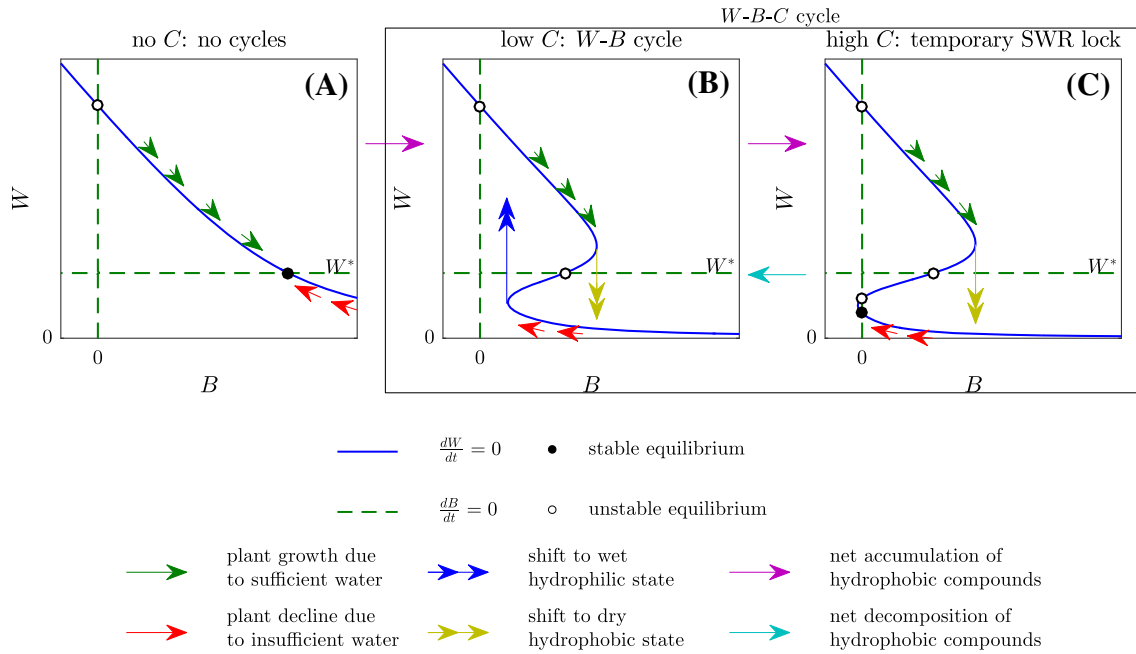 W-B-C cycle
no C: no cycles
low C: W-B cycle
high C: temporary SWR lock
(A)
W
W*
0
0
B
(B)
W
W*
0
0
B
(C)
W
W*
0
0
B
dW/dt = 0
stable equilibrium
dB/dt = 0
unstable equilibrium
plant growth due
to sufficient water
shift to wet
hydrophilic state
net accumulation of
hydrophobic compounds
plant decline due
to insufficient water
shift to dry
hydrophobic state
net decomposition of
hydrophobic compounds